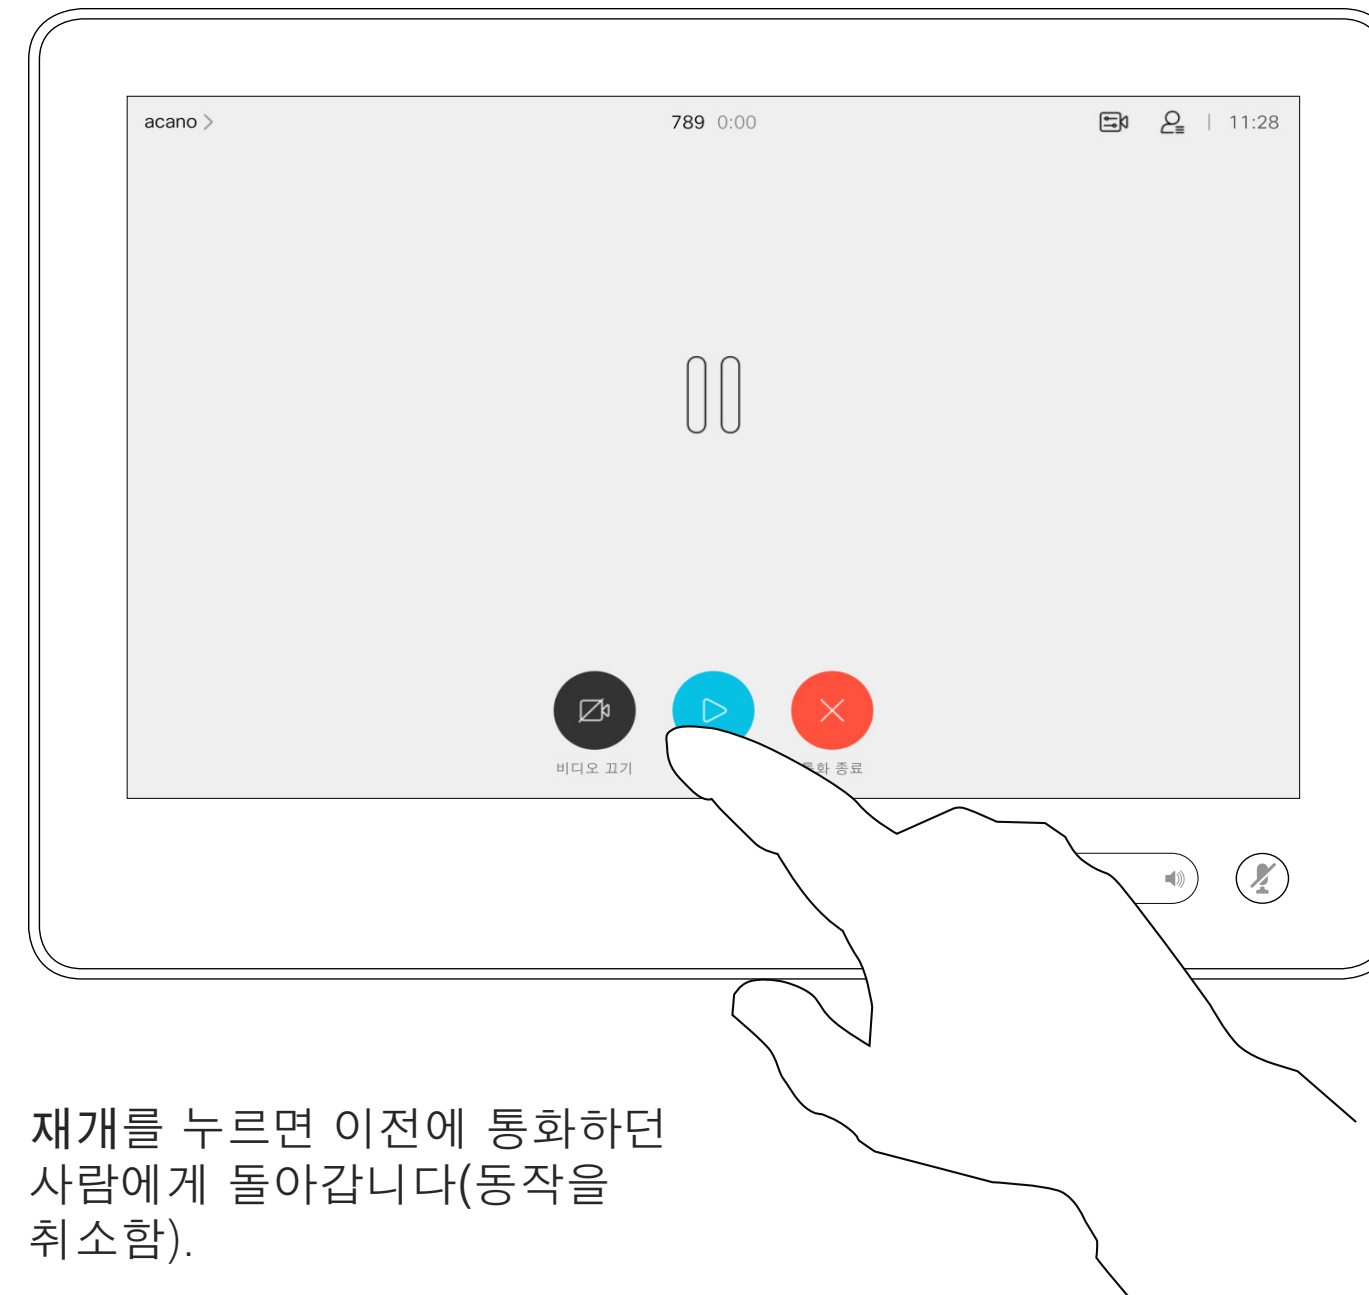 acano
789 0:00
11:28
비디오 끄기
종료
재개를 누르면 이전에 통화하던
사람에게 돌아갑니다(동작을
취소함).